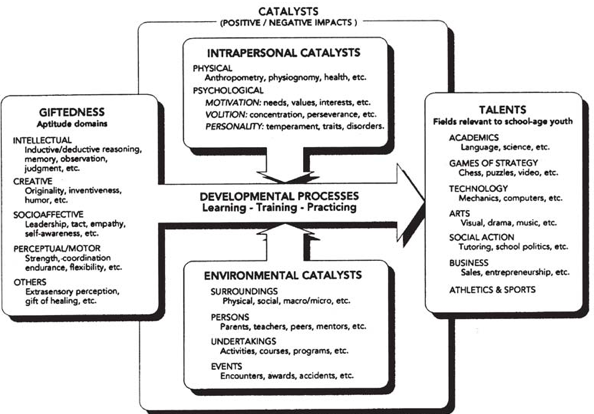 CATALYSTS
(POSITIVE / NEGATIVE IMPACTS )
INTRAPERSONAL CATALYSTS
PHYSICAL
Anthropometry, physiognomy, health, etc.
PSYCHOLOGICAL
MOTIVATION: needs, values, interests, etc.
VOLITION: concentration, perseverance, etc.
PERSONALITY: temperament, traits, disorders.
GIFTEDNESS
Aptitude domains
INTELLECTUAL
Inductive/deductive reasoning,
memory, observation,
judgment, etc.
CREATIVE
Originality, inventiveness,
humor, etc.
SOCIOAFFECTIVE
Leadership, tact, empathy,
self-awareness, etc.
PERCEPTUAL/MOTOR
Strength, coordination
endurance, flexibility, etc.
OTHERS
Extrasensory perception,
gift of healing, etc.
DEVELOPMENTAL PROCESSES
Learning - Training - Practicing
TALENTS
Fields relevant to school-age youth
ACADEMICS
Language, science, etc.
GAMES OF STRATEGY
Chess, puzzles, video, etc.
TECHNOLOGY
Mechanics, computers, etc.
ARTS
Visual, drama, music, etc.
SOCIAL ACTION
Tutoring, school politics, etc.
BUSINESS
Sales, entrepreneurship, etc.
ATHLETICS & SPORTS
ENVIRONMENTAL CATALYSTS
SURROUNDINGS
Physical, social, macro/micro, etc.
PERSONS
Parents, teachers, peers, mentors, etc.
UNDERTAKINGS
Activities, courses, programs, etc.
EVENTS
Encounters, awards, accidents, etc.